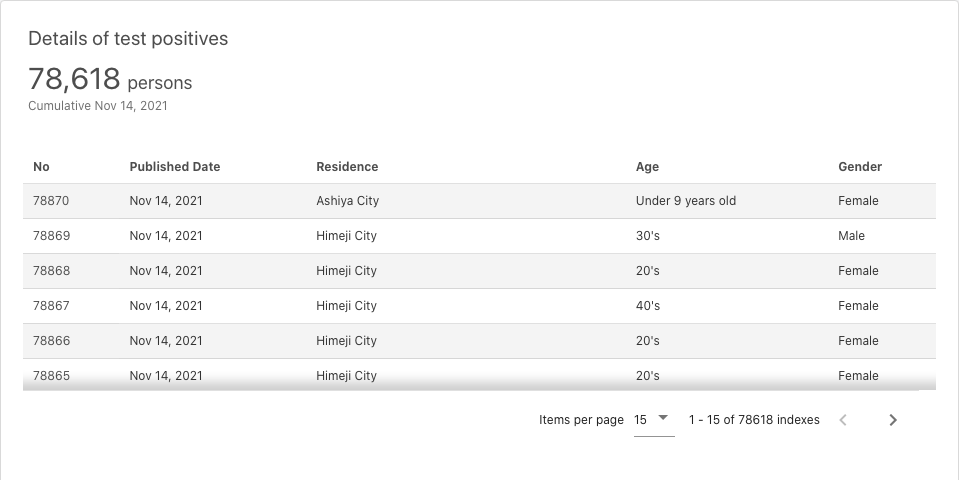 Details of test positives
78,618 persons
Cumulative Nov 14, 2021
No Published Date Residence Age Gender
78870 Nov 14, 2021 Ashiya City Under 9 years old Female
78869 Nov 14, 2021 Himeji City 30's Male
78868 Nov 14, 2021 Himeji City 20's Female
78867 Nov 14, 2021 Himeji City 40's Female
78866 Nov 14, 2021 Himeji City 20's Female
78865 Nov 14, 2021 Himeji City 20's Female
Items per page 15 1 - 15 of 78618 indexes